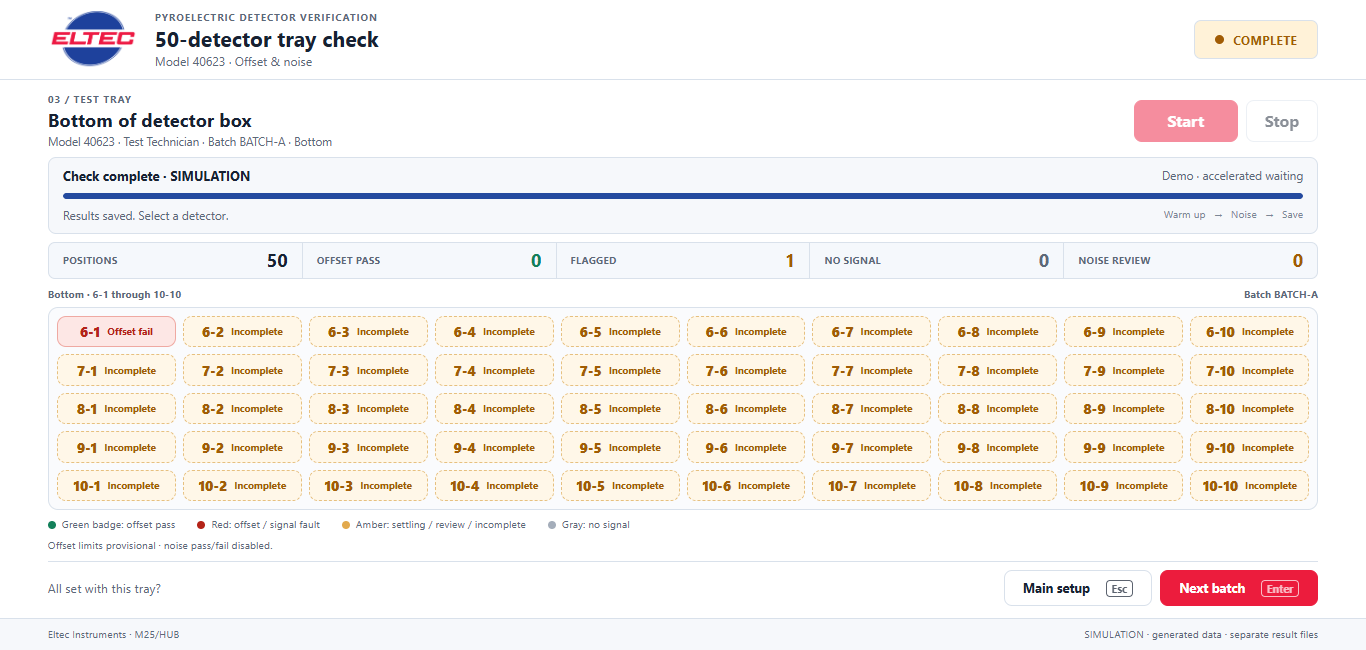 ELTEC
PYROELECTRIC DETECTOR VERIFICATION
50-detector tray check
Model 40623 · Offset & noise
COMPLETE
03 / TEST TRAY
Bottom of detector box
Model 40623 · Test Technician · Batch BATCH-A · Bottom
Start
Stop
Check complete · SIMULATION
Demo · accelerated waiting
Results saved. Select a detector.
Warm up → Noise → Save
POSITIONS 50
OFFSET PASS 0
FLAGGED 1
NO SIGNAL 0
NOISE REVIEW 0
Bottom · 6-1 through 10-10
Batch BATCH-A
6-1 Offset fail 6-2 Incomplete 6-3 Incomplete 6-4 Incomplete 6-5 Incomplete 6-6 Incomplete 6-7 Incomplete 6-8 Incomplete 6-9 Incomplete 6-10 Incomplete
7-1 Incomplete 7-2 Incomplete 7-3 Incomplete 7-4 Incomplete 7-5 Incomplete 7-6 Incomplete 7-7 Incomplete 7-8 Incomplete 7-9 Incomplete 7-10 Incomplete
8-1 Incomplete 8-2 Incomplete 8-3 Incomplete 8-4 Incomplete 8-5 Incomplete 8-6 Incomplete 8-7 Incomplete 8-8 Incomplete 8-9 Incomplete 8-10 Incomplete
9-1 Incomplete 9-2 Incomplete 9-3 Incomplete 9-4 Incomplete 9-5 Incomplete 9-6 Incomplete 9-7 Incomplete 9-8 Incomplete 9-9 Incomplete 9-10 Incomplete
10-1 Incomplete 10-2 Incomplete 10-3 Incomplete 10-4 Incomplete 10-5 Incomplete 10-6 Incomplete 10-7 Incomplete 10-8 Incomplete 10-9 Incomplete 10-10 Incomplete
Green badge: offset pass Red: offset / signal fault Amber: settling / review / incomplete Gray: no signal
Offset limits provisional · noise pass/fail disabled.
All set with this tray?
Main setup Esc
Next batch Enter
Eltec Instruments · M25/HUB
SIMULATION · generated data · separate result files